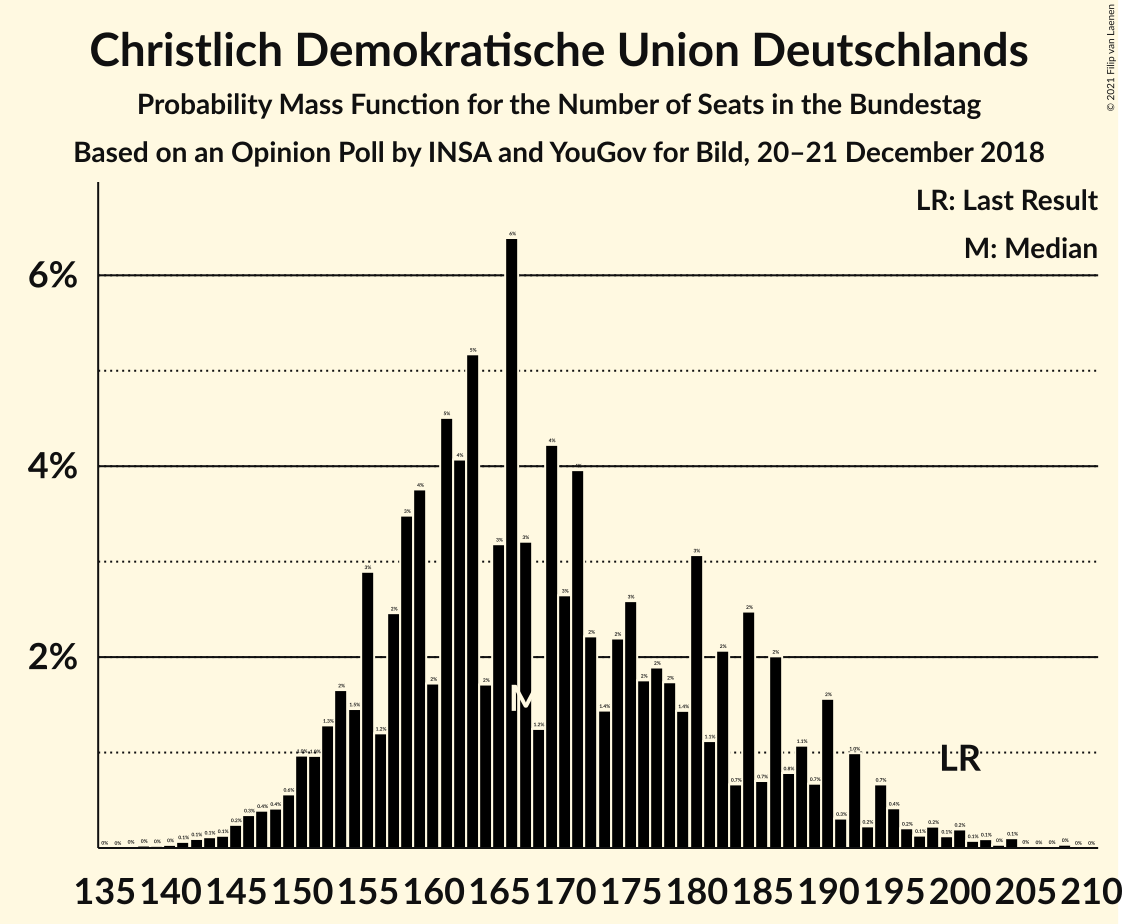 Christlich Demokratische Union Deutschlands
Probability Mass Function for the Number of Seats in the Bundestag
Based on an Opinion Poll by INSA and YouGov for Bild, 20–21 December 2018
© 2021 Filip van Laenen
LR: Last Result
M: Median
6%
4%
2%
M
LR
135 140 145 150 155 160 165 170 175 180 185 190 195 200 205 210